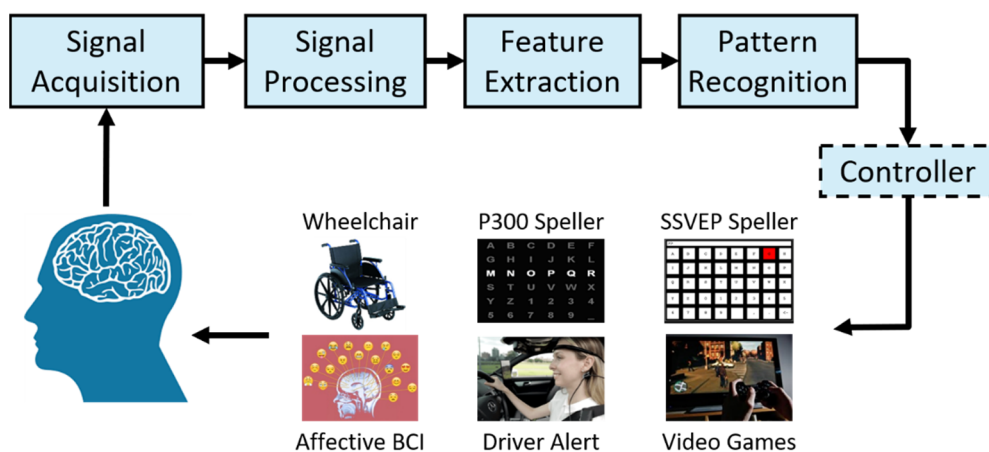 Signal
Acquisition
Signal
Processing
Feature
Extraction
Pattern
Recognition
Controller
Wheelchair
P300 Speller
SSVEP Speller
A B C D E F
G H I J K L
M N O P Q R
S T U V W X
Y Z 1 2 3 4
5 6 7 8 9 _
Affective BCI
Driver Alert
Video Games